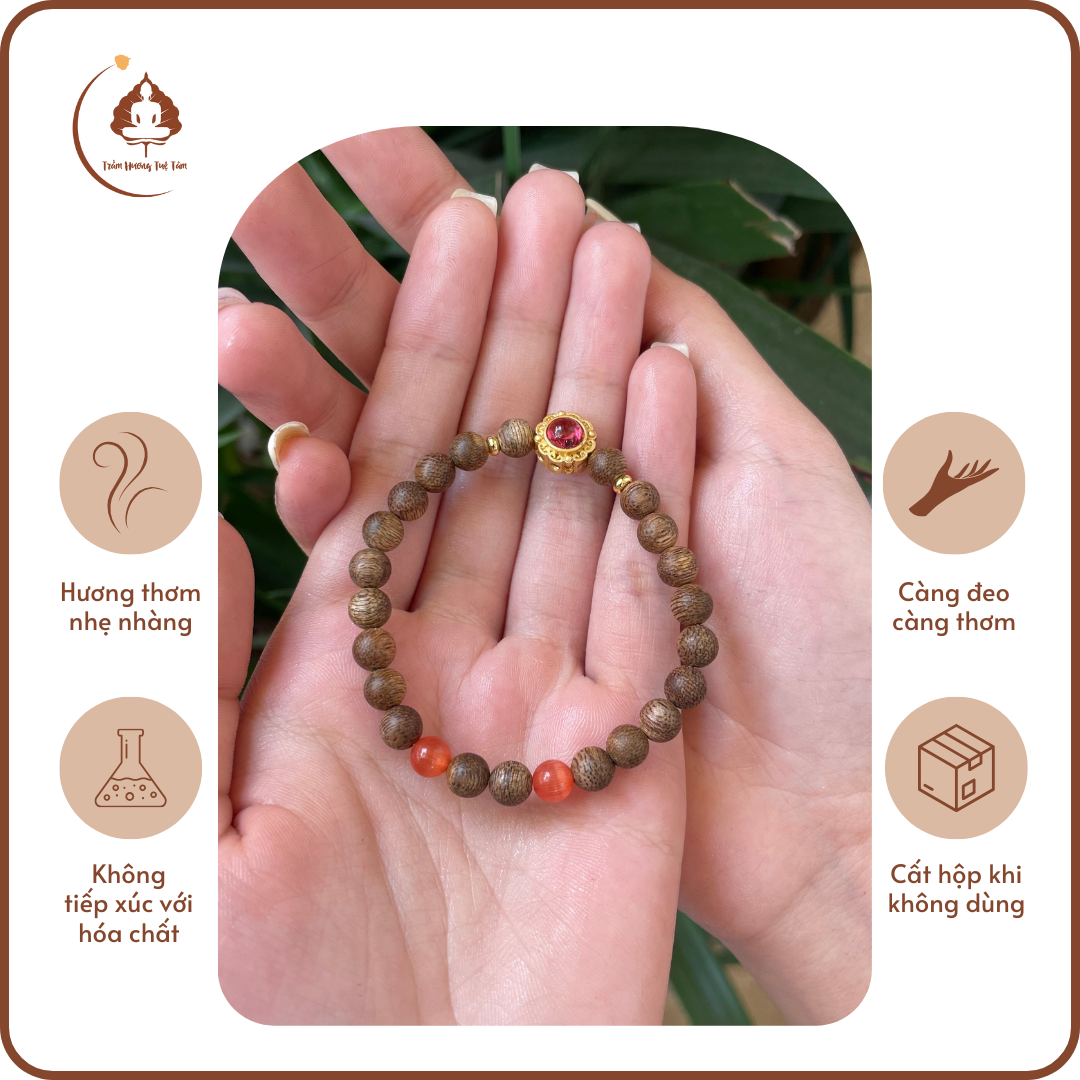 Trầm Hương Tuệ Tâm
Hương thơm
nhẹ nhàng
Càng đeo
càng thơm
Không
tiếp xúc với
hóa chất
Cất hộp khi
không dùng